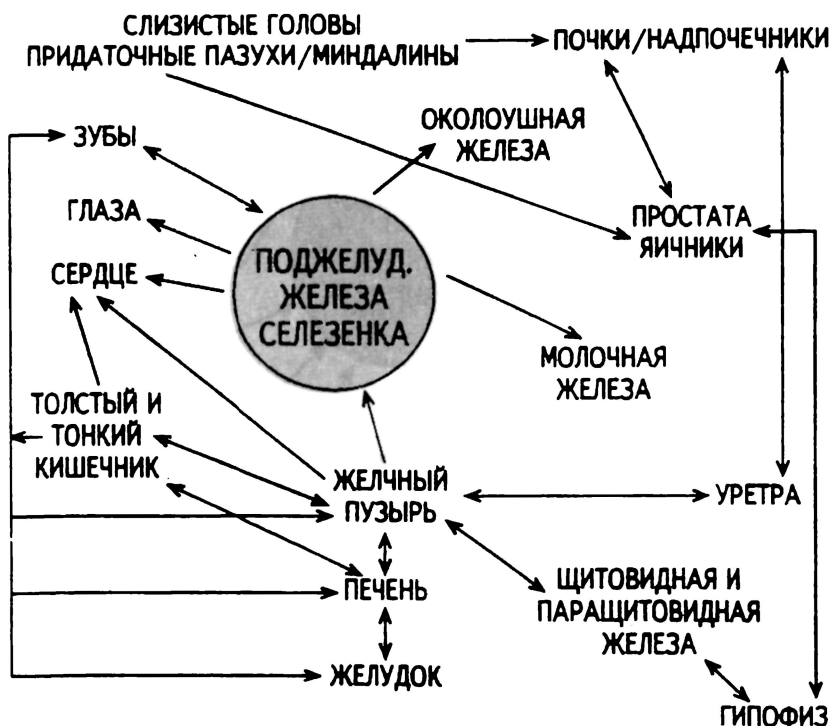 СЛИЗИСТЫЕ ГОЛОВЫ
ПРИДАТОЧНЫЕ ПАЗУХИ/МИНДАЛИНЫ
ПОЧКИ/НАДПОЧЕЧНИКИ
ОКОЛОУШНАЯ
ЖЕЛЕЗА
ЗУБЫ
ГЛАЗА
ПРОСТАТА
ЯИЧНИКИ
СЕРДЦЕ
ПОДЖЕЛУД.
ЖЕЛЕЗА
СЕЛЕЗЕНКА
МОЛОЧНАЯ
ЖЕЛЕЗА
ТОЛСТЫЙ И
ТОНКИЙ
КИШЕЧНИК
ЖЕЛЧНЫЙ
ПУЗЫРЬ
УРЕТРА
ПЕЧЕНЬ
ЩИТОВИДНАЯ И
ПАРАЩИТОВИДНАЯ
ЖЕЛЕЗА
ЖЕЛУДОК
ГИПОФИЗ